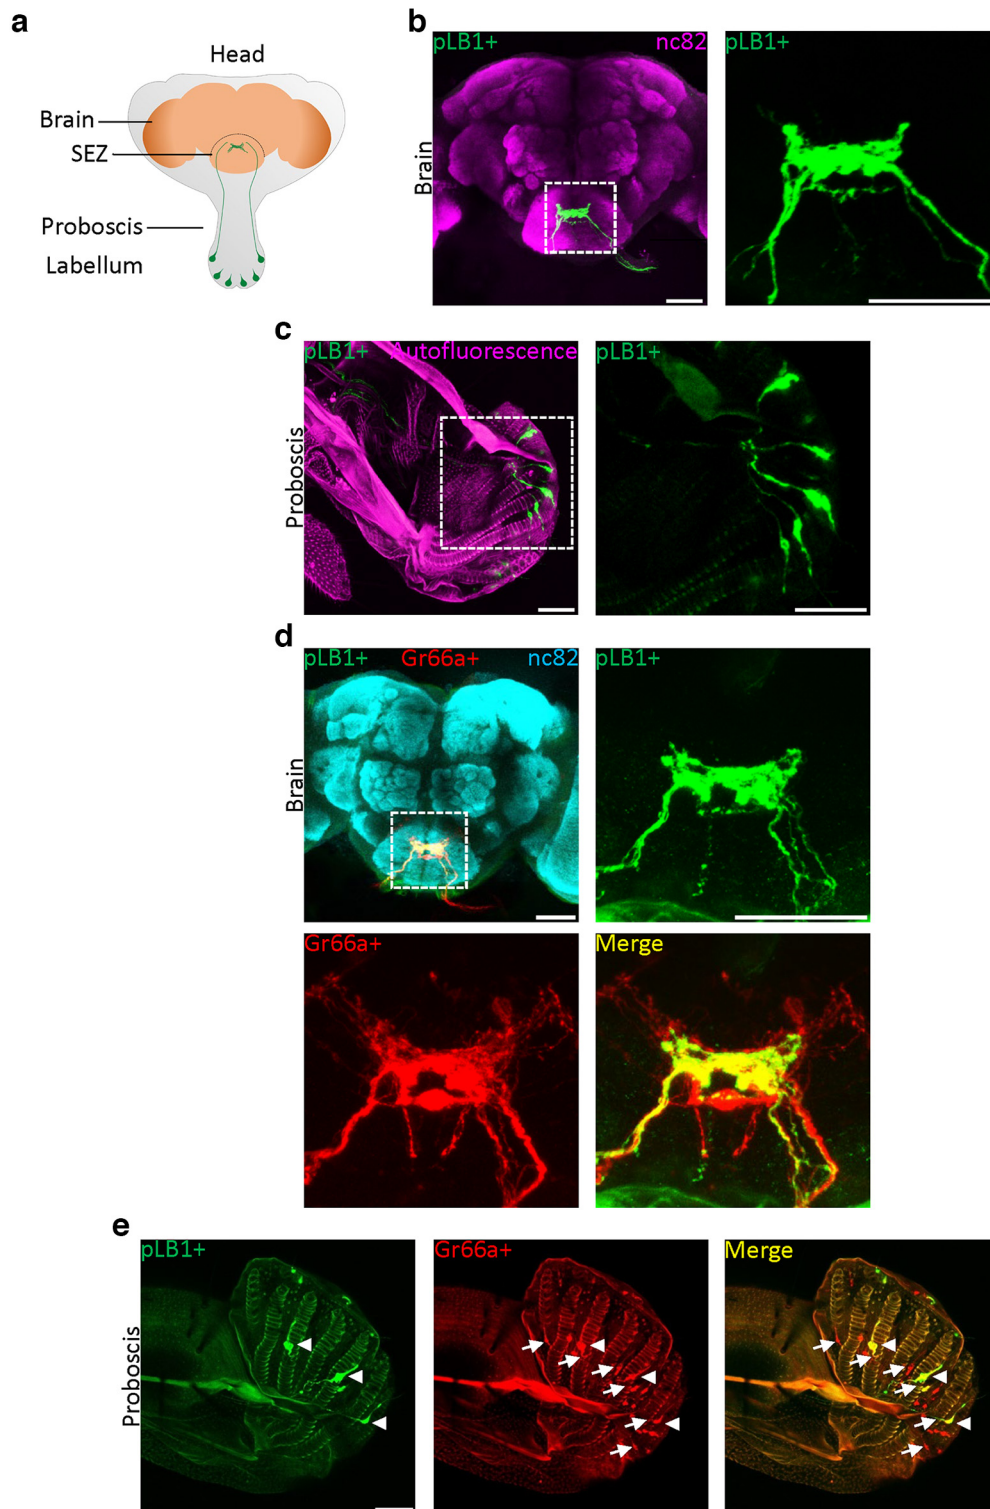 a
Head
Brain
SEZ
Proboscis
Labellum
b
pLB1+ nc82
pLB1+
Brain
c
pLB1+ Autofluorescence
pLB1+
Proboscis
d
pLB1+ Gr66a+ nc82
pLB1+
Brain
Gr66a+
Merge
e
pLB1+
Gr66a+
Merge
Proboscis